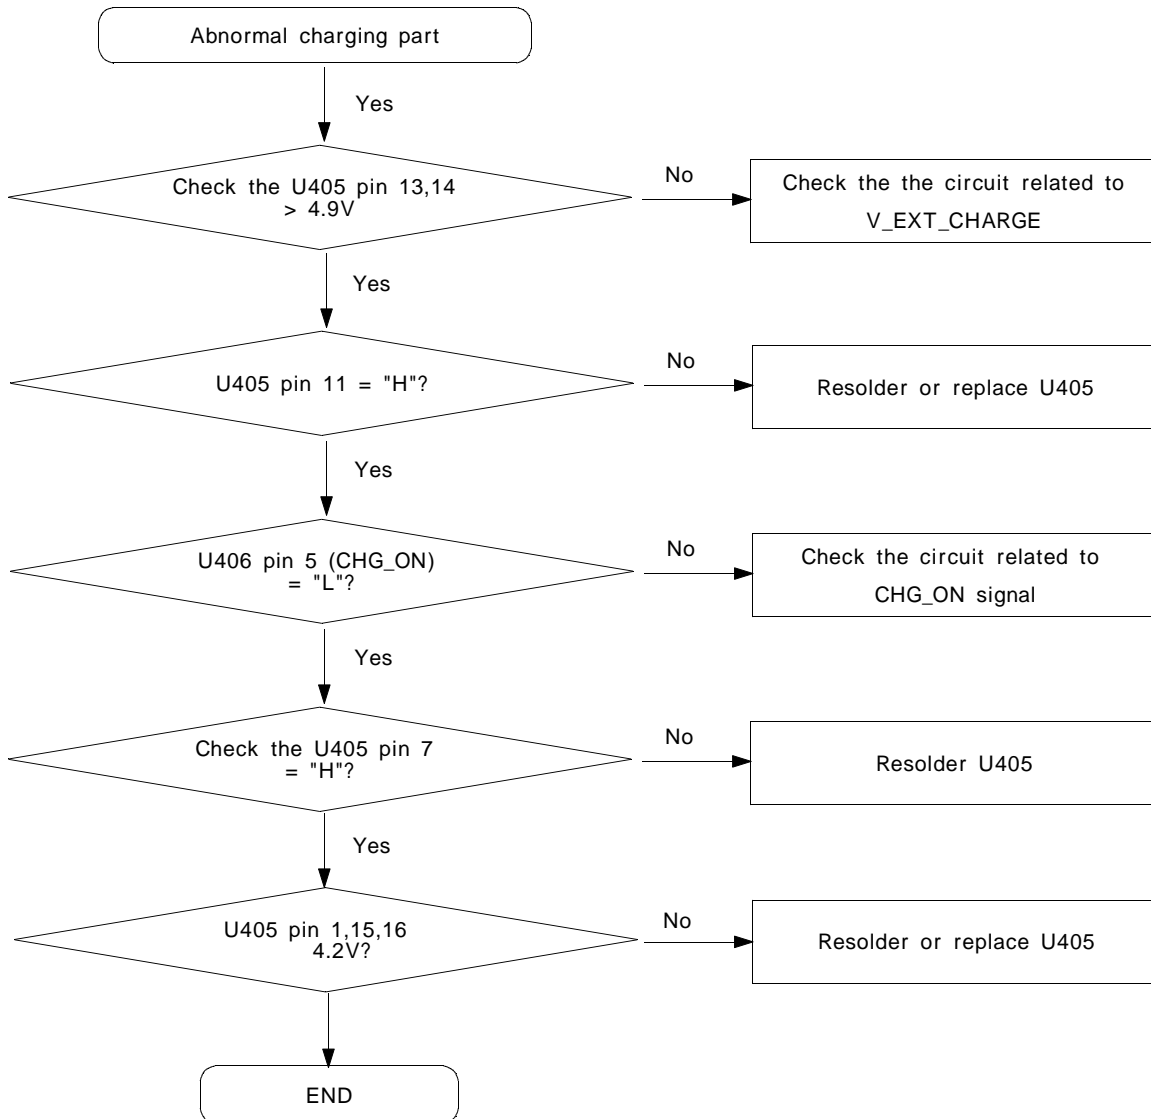 Abnormal charging part
Yes
Check the U405 pin 13,14
> 4.9V
No
Check the the circuit related to
V_EXT_CHARGE
Yes
U405 pin 11 = "H"?
No
Resolder or replace U405
Yes
U406 pin 5 (CHG_ON)
= "L"?
No
Check the circuit related to
CHG_ON signal
Yes
Check the U405 pin 7
= "H"?
No
Resolder U405
Yes
U405 pin 1,15,16
4.2V?
No
Resolder or replace U405
END